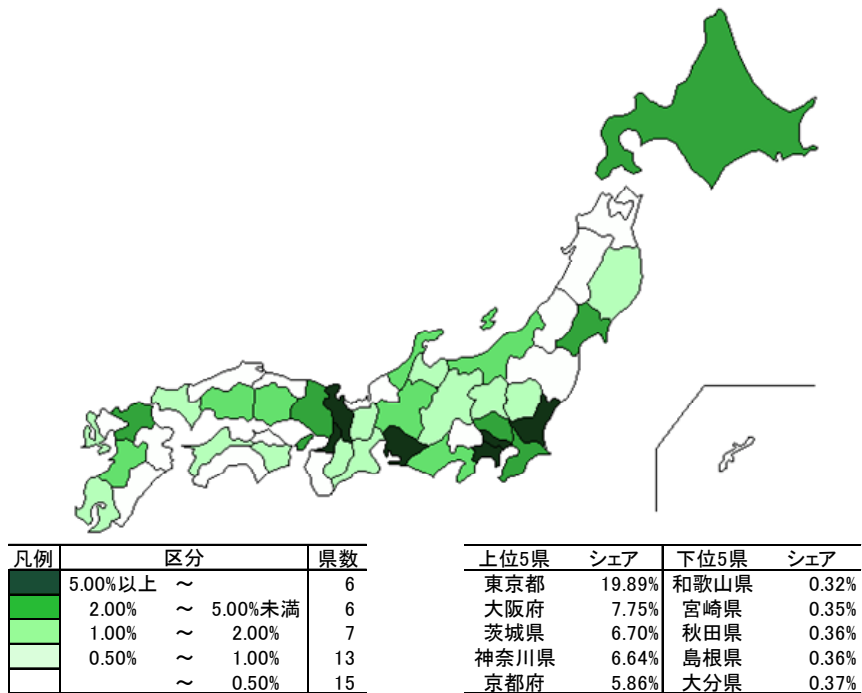 凡例 区分 県数 上位5県 シェア 下位5県 シェア
5.00%以上 ～ 6 東京都 19.89% 和歌山県 0.32%
2.00% ～ 5.00%未満 6 大阪府 7.75% 宮崎県 0.35%
1.00% ～ 2.00% 7 茨城県 6.70% 秋田県 0.36%
0.50% ～ 1.00% 13 神奈川県 6.64% 島根県 0.36%
～ 0.50% 15 京都府 5.86% 大分県 0.37%